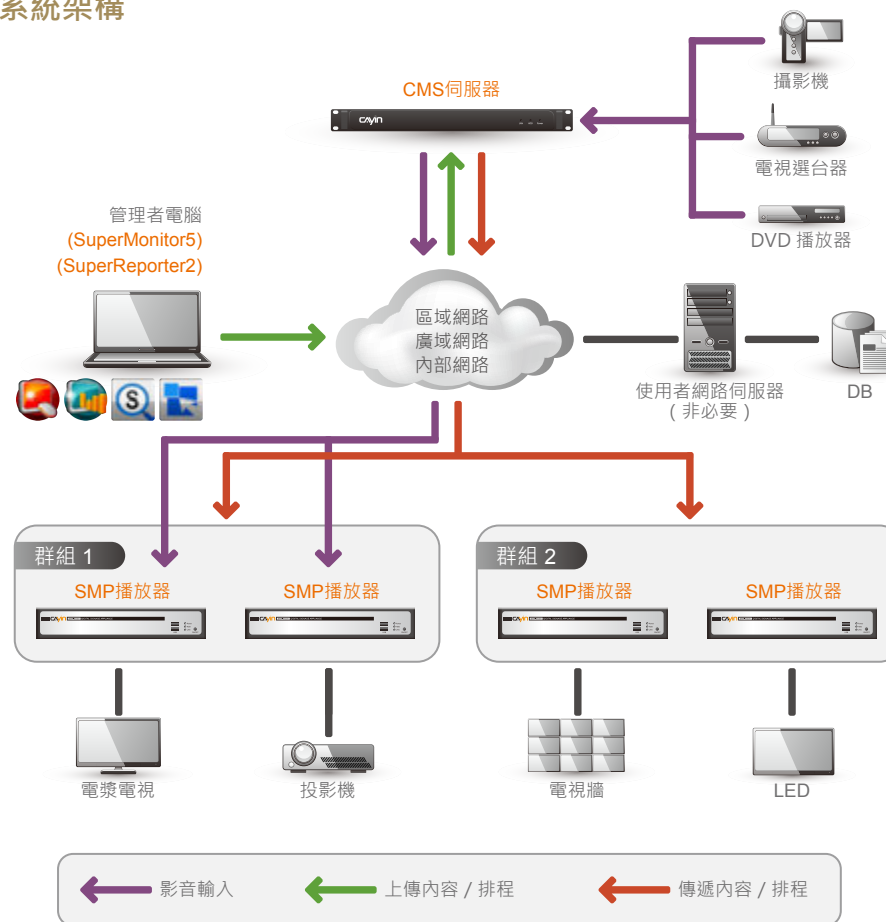 系統架構
CMS伺服器
CAYIN
攝影機
電視選台器
DVD 播放器
管理者電腦
(SuperMonitor5)
(SuperReporter2)
區域網路
廣域網路
內部網路
使用者網路伺服器
( 非必要 )
DB
S
群組 1
SMP播放器
SMP播放器
群組 2
SMP播放器
SMP播放器
電漿電視
投影機
電視牆
LED
影音輸入
上傳內容 / 排程
傳遞內容 / 排程